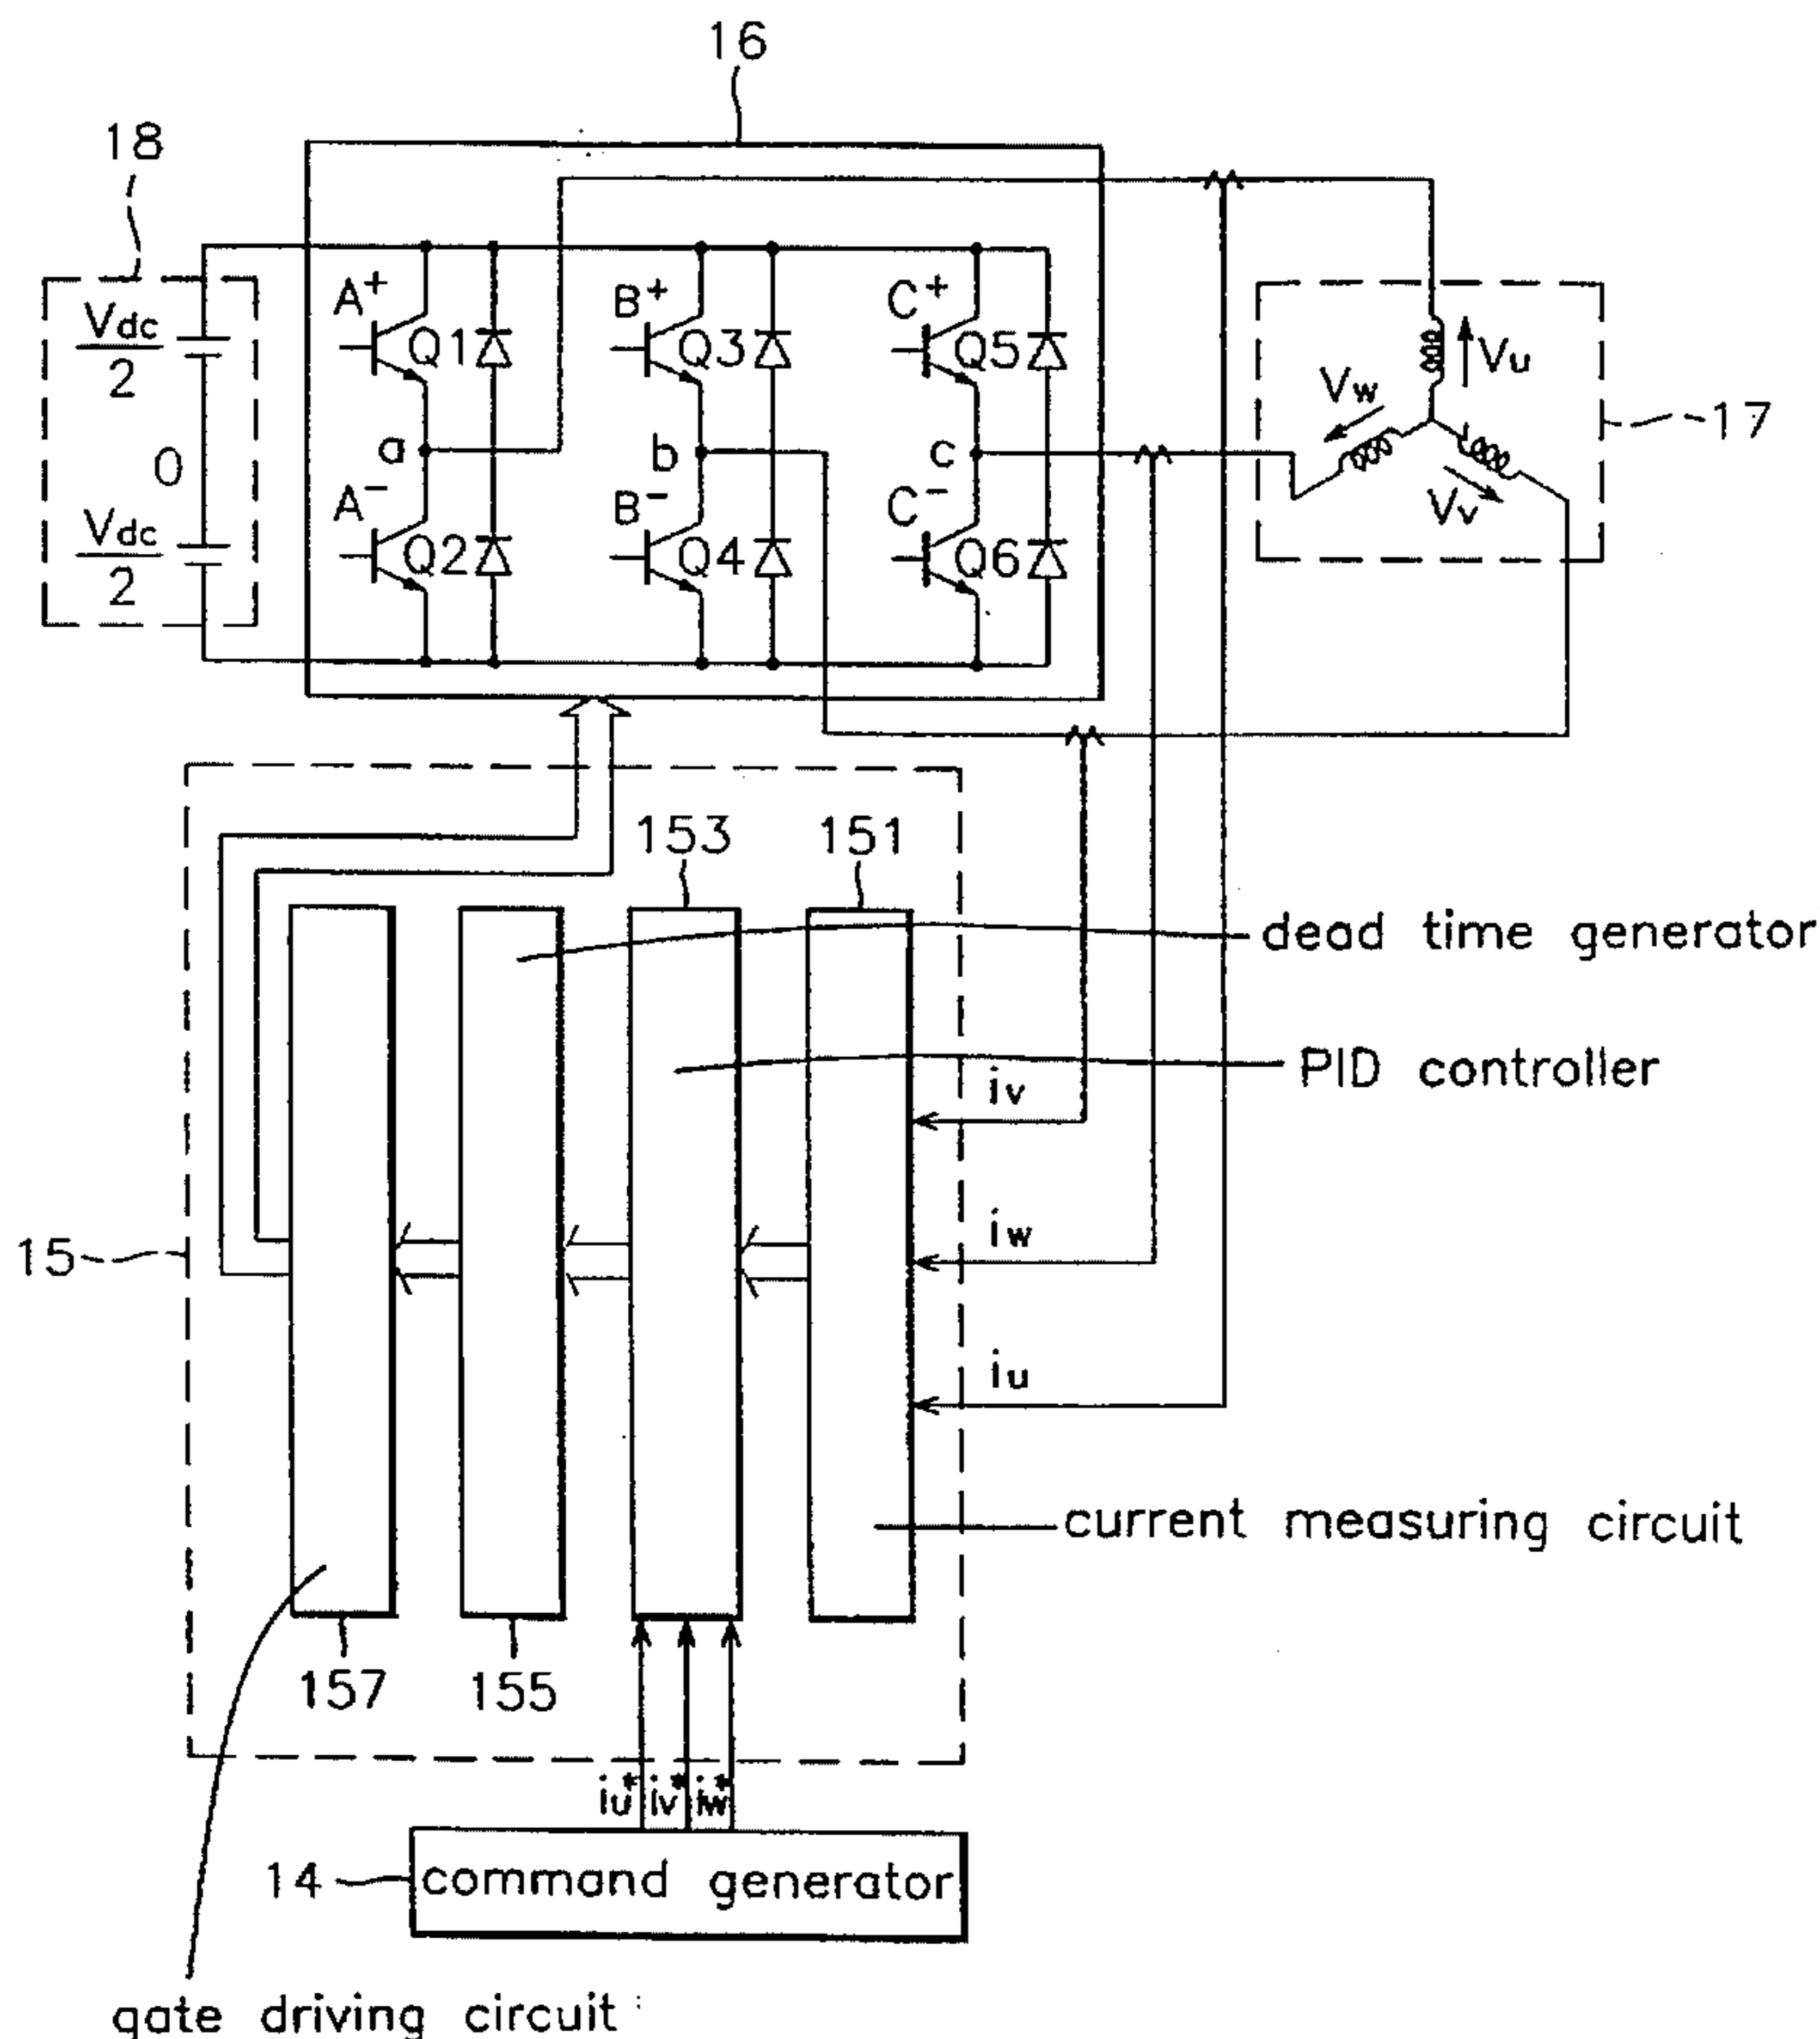 16
18
A⁺
B⁺
C⁺
Vdc
2
Q1
Q3
Q5
Vu
Vw
17
0
a
b
c
A⁻
B⁻
C⁻
Vv
Vdc
2
Q2
Q4
Q6
153
151
dead time generator
PID controller
iv
iw
15
iu
current measuring circuit
157
155
iu* iv* iw*
14
command generator
gate driving circuit